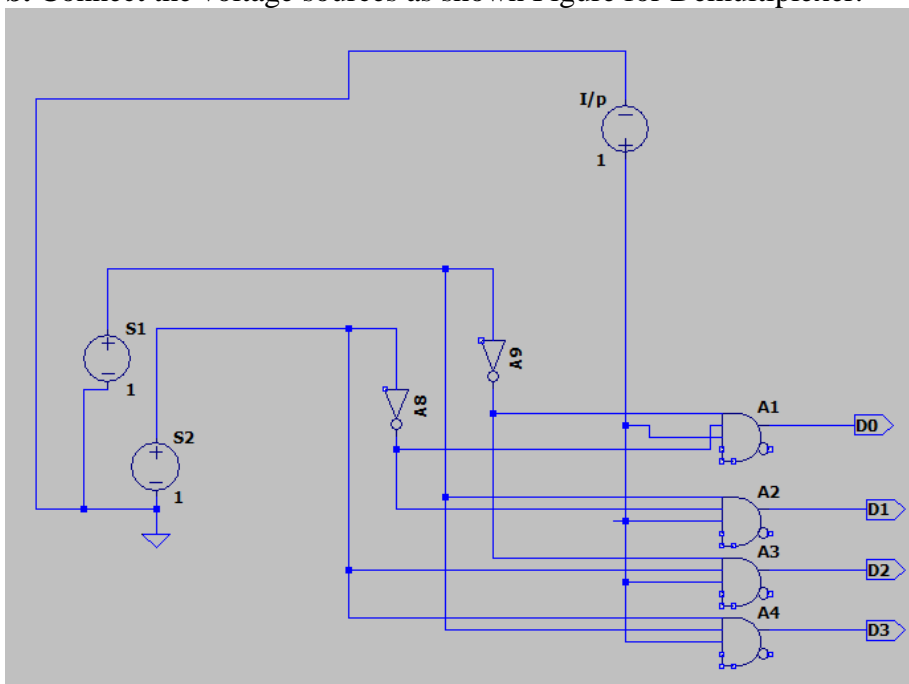 b. Connect the voltage sources as shown Figure for Demultiplexer.
I/p
1
S1
1
A9
A8
S2
1
A1
D0
A2
D1
A3
D2
A4
D3